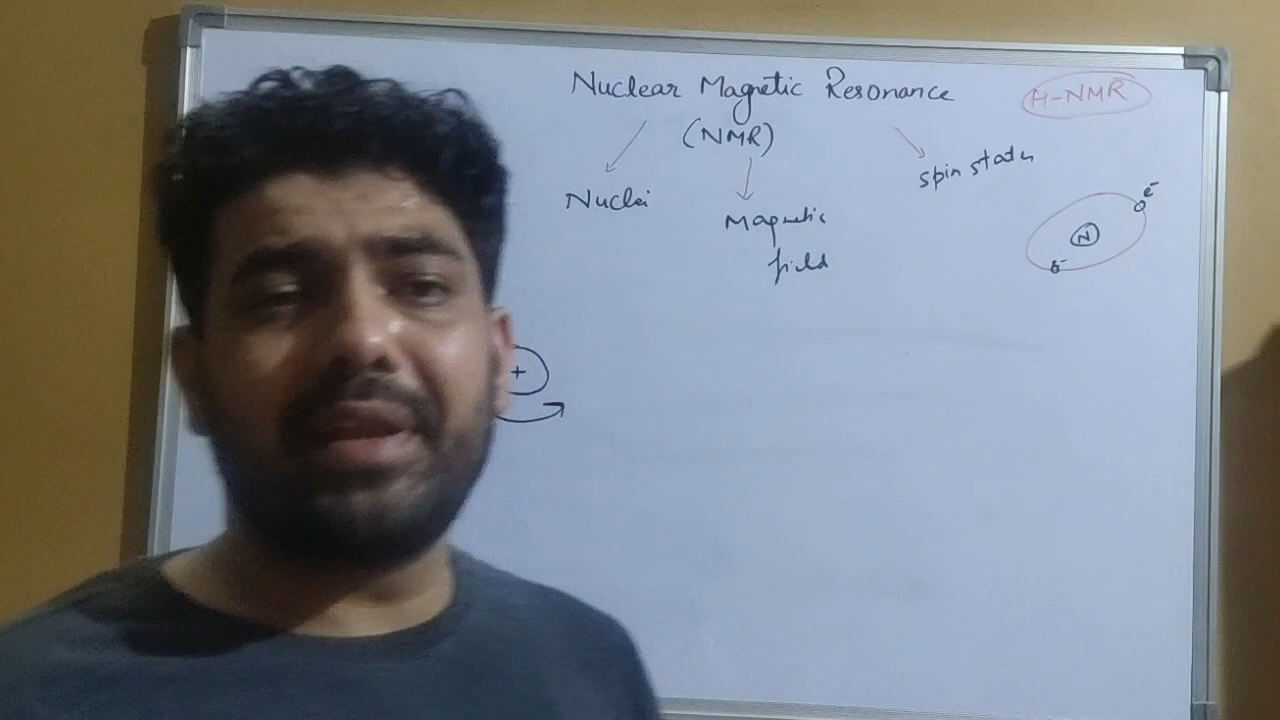 Nuclear Magnetic Resonance
(NMR)
H-NMR
Nuclei
Magnetic
field
spin states
e⁻
N
e⁻
+